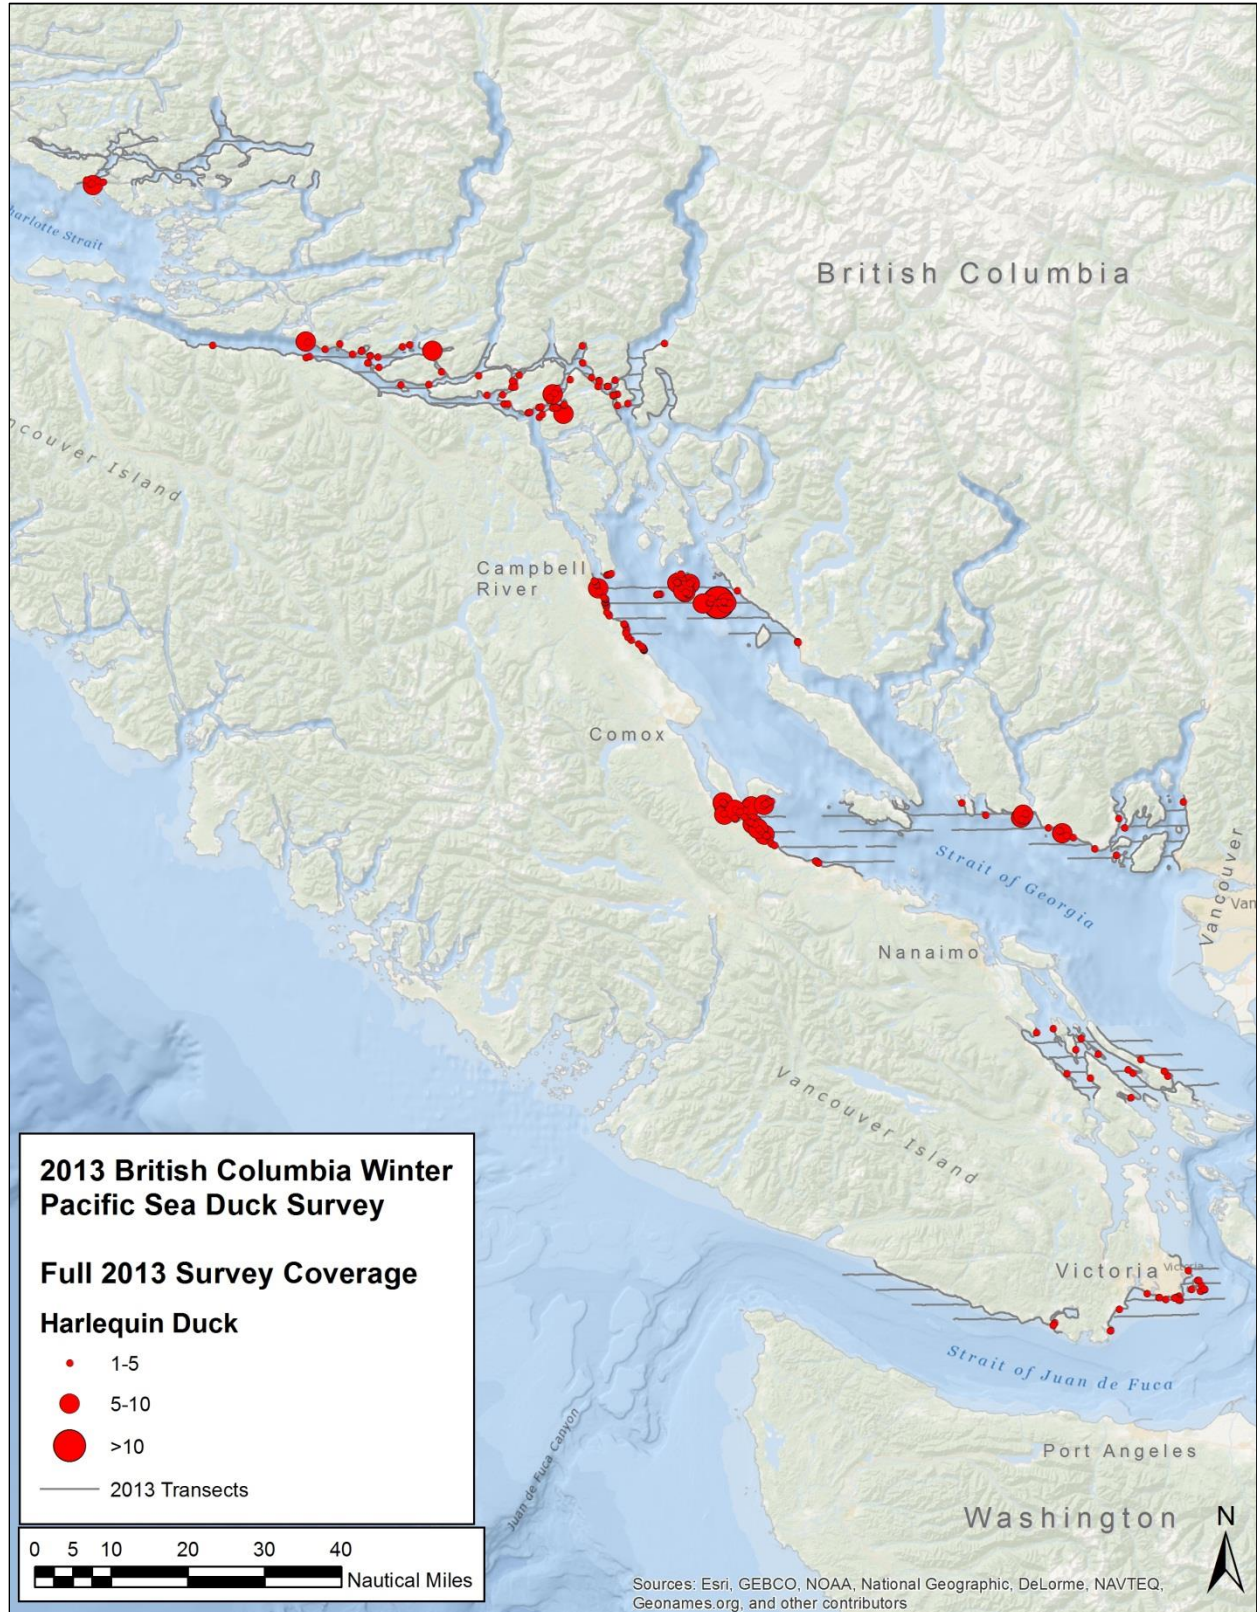 British Columbia
harlotte Strait
ncouver Island
Campbell
River
Comox
Strait of Georgia
Vancouver
Van
Nanaimo
Vancouver Island
Victoria
Victoria
Strait of Juan de Fuca
Juan de Fuca Canyon
Port Angeles
Washington
N
2013 British Columbia Winter
Pacific Sea Duck Survey
Full 2013 Survey Coverage
Harlequin Duck
1-5
5-10
>10
2013 Transects
0 5 10 20 30 40
Nautical Miles
Sources: Esri, GEBCO, NOAA, National Geographic, DeLorme, NAVTEQ,
Geonames.org, and other contributors